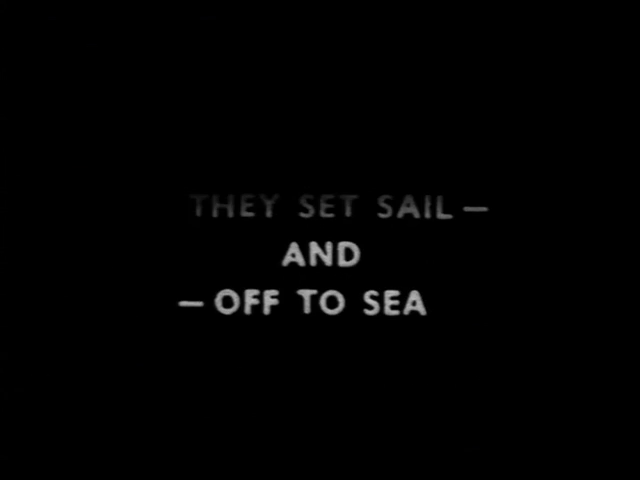 THEY SET SAIL —
AND
— OFF TO SEA